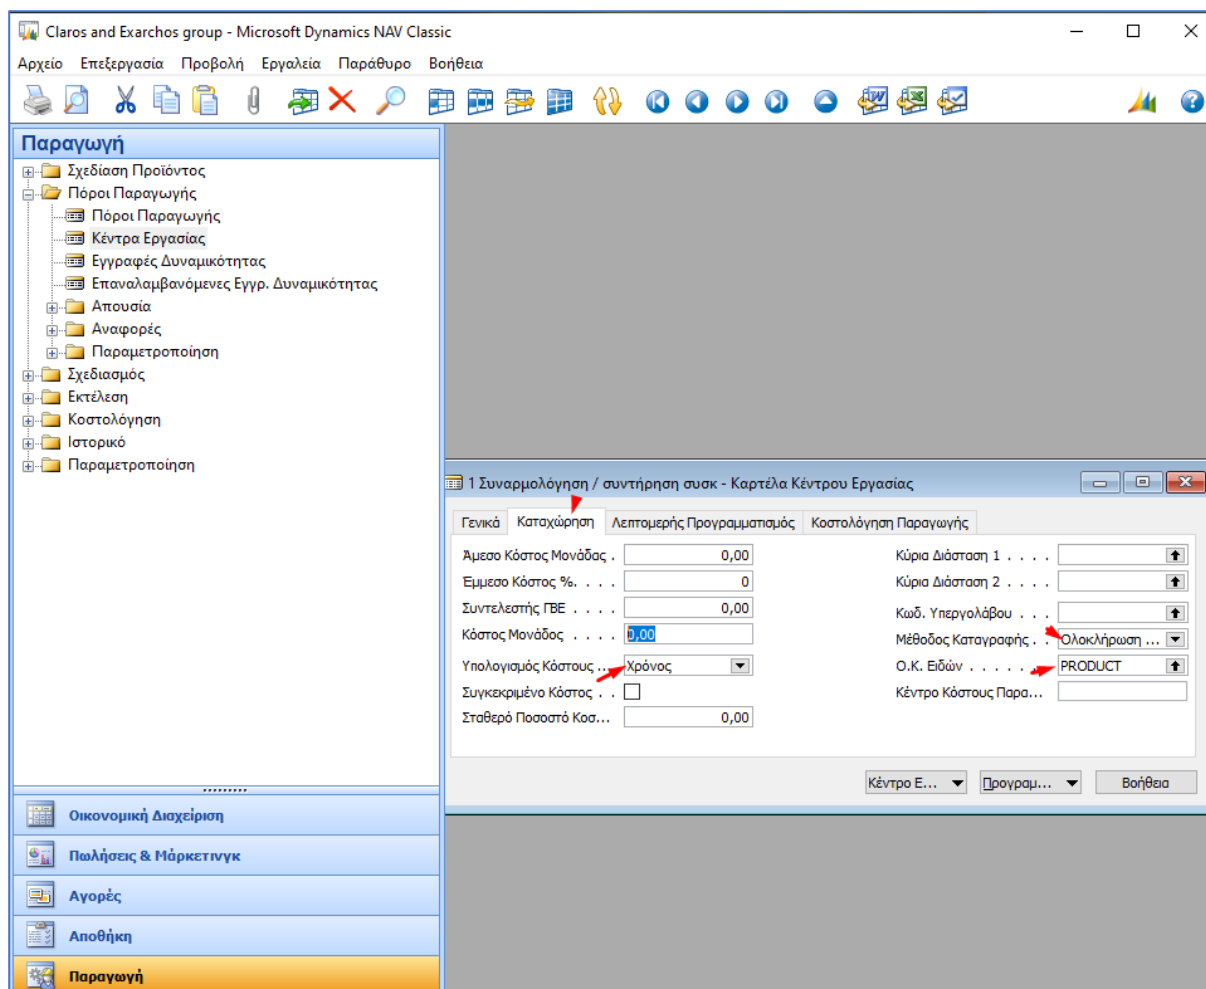 Claros and Exarchos group - Microsoft Dynamics NAV Classic
Αρχείο Επεξεργασία Προβολή Εργαλεία Παράθυρο Βοήθεια
Παραγωγή
Σχεδίαση Προϊόντος
Πόροι Παραγωγής
Πόροι Παραγωγής
Κέντρα Εργασίας
Εγγραφές Δυναμικότητας
Επαναλαμβανόμενες Εγγρ. Δυναμικότητας
Απουσία
Αναφορές
Παραμετροποίηση
Σχεδιασμός
Εκτέλεση
Κοστολόγηση
Ιστορικό
Παραμετροποίηση
Οικονομική Διαχείριση
Πωλήσεις & Μάρκετινγκ
Αγορές
Αποθήκη
Παραγωγή
1 Συναρμολόγηση / συντήρηση συσκ - Καρτέλα Κέντρου Εργασίας
Γενικά Καταχώρηση Λεπτομερής Προγραμματισμός Κοστολόγηση Παραγωγής
Άμεσο Κόστος Μονάδας . 0,00
Έμμεσο Κόστος %. . . . 0
Συντελεστής ΓΒΕ . . . . 0,00
Κόστος Μονάδος . . . . 0,00
Υπολογισμός Κόστους ... Χρόνος
Συγκεκριμένο Κόστος . .
Σταθερό Ποσοστό Κοσ... 0,00
Κύρια Διάσταση 1 . . . .
Κύρια Διάσταση 2 . . . .
Κωδ. Υπεργολάβου . . .
Μέθοδος Καταγραφής . . Ολοκλήρωση ...
Ο.Κ. Ειδών . . . . . . . PRODUCT
Κέντρο Κόστους Παρα...
Κέντρο Ε... Προγραμ... Βοήθεια